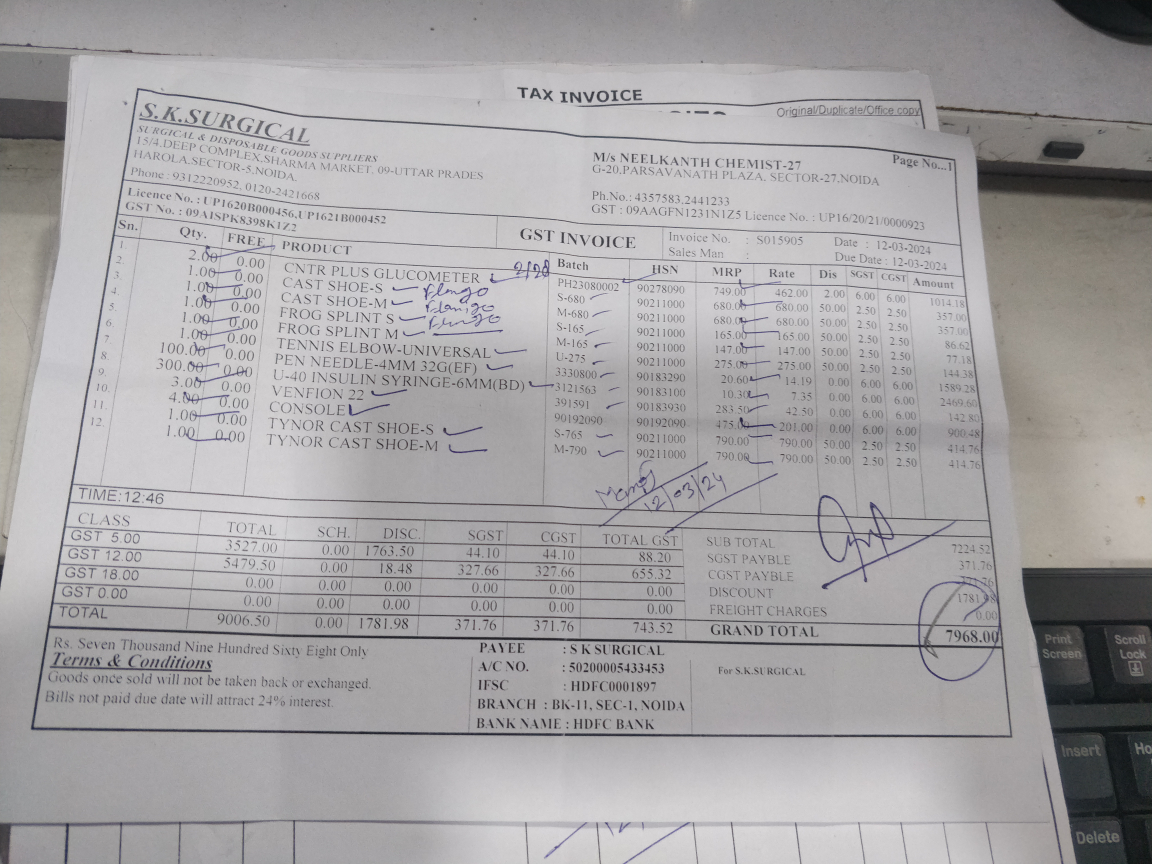 TAX INVOICE
Original/Duplicate/Office copy
S.K.SURGICAL
SURGICAL & DISPOSABLE GOODS SUPPLIERS
15/4,DEEP COMPLEX,SHARMA MARKET, 09-UTTAR PRADES
HAROLA,SECTOR-5,NOIDA.
Phone : 9312220952, 0120-2421668
Licence No. : UP1620B000456,UP1621B000452
GST No. : 09AISPK8398K1Z2
M/s NEELKANTH CHEMIST-27 Page No...1
G-20,PARSAVANATH PLAZA, SECTOR-27,NOIDA
Ph.No.: 4357583,2441233
GST : 09AAGFN1231N1Z5 Licence No. : UP16/20/21/0000923
GST INVOICE
Invoice No. : S015905 Date : 12-03-2024
Sales Man : Due Date : 12-03-2024
Sn. Qty. FREE PRODUCT Batch HSN MRP Rate Dis SGST CGST Amount
1. 2.00 0.00 CNTR PLUS GLUCOMETER PH23080002 90278090 749.00 462.00 2.00 6.00 6.00 1014.18
2. 1.00 0.00 CAST SHOE-S S-680 90211000 680.00 680.00 50.00 2.50 2.50 357.00
3. 1.00 0.00 CAST SHOE-M M-680 90211000 680.00 680.00 50.00 2.50 2.50 357.00
4. 1.00 0.00 FROG SPLINT S S-165 90211000 165.00 165.00 50.00 2.50 2.50 86.62
5. 1.00 0.00 FROG SPLINT M M-165 90211000 147.00 147.00 50.00 2.50 2.50 77.18
6. 1.00 0.00 TENNIS ELBOW-UNIVERSAL U-275 90211000 275.00 275.00 50.00 2.50 2.50 144.38
7. 100.00 0.00 PEN NEEDLE-4MM 32G(EF) 3330800 90183290 20.60 14.19 0.00 6.00 6.00 1589.28
8. 300.00 0.00 U-40 INSULIN SYRINGE-6MM(BD) 3121563 90183100 10.30 7.35 0.00 6.00 6.00 2469.60
9. 3.00 0.00 VENFION 22 391591 90183930 283.50 42.50 0.00 6.00 6.00 142.80
10. 4.00 0.00 CONSOLE 90192090 90192090 475.00 201.00 0.00 6.00 6.00 900.48
11. 1.00 0.00 TYNOR CAST SHOE-S S-765 90211000 790.00 790.00 50.00 2.50 2.50 414.76
12. 1.00 0.00 TYNOR CAST SHOE-M M-790 90211000 790.00 790.00 50.00 2.50 2.50 414.76
12/03/24
TIME:12:46
CLASS TOTAL SCH. DISC. SGST CGST TOTAL GST
GST 5.00 3527.00 0.00 1763.50 44.10 44.10 88.20
GST 12.00 5479.50 0.00 18.48 327.66 327.66 655.32
GST 18.00 0.00 0.00 0.00 0.00 0.00 0.00
GST 0.00 0.00 0.00 0.00 0.00 0.00 0.00
TOTAL 9006.50 0.00 1781.98 371.76 371.76 743.52
SUB TOTAL 7224.52
SGST PAYBLE 371.76
CGST PAYBLE 371.76
DISCOUNT 1781.98
FREIGHT CHARGES 0.00
GRAND TOTAL 7968.00
Rs. Seven Thousand Nine Hundred Sixty Eight Only
Terms & Conditions
Goods once sold will not be taken back or exchanged.
Bills not paid due date will attract 24% interest.
PAYEE : S K SURGICAL
A/C NO. : 50200005433453
IFSC : HDFC0001897
BRANCH : BK-11, SEC-1, NOIDA
BANK NAME : HDFC BANK
For S.K.SURGICAL
Print Screen
Scroll Lock
Insert
Delete